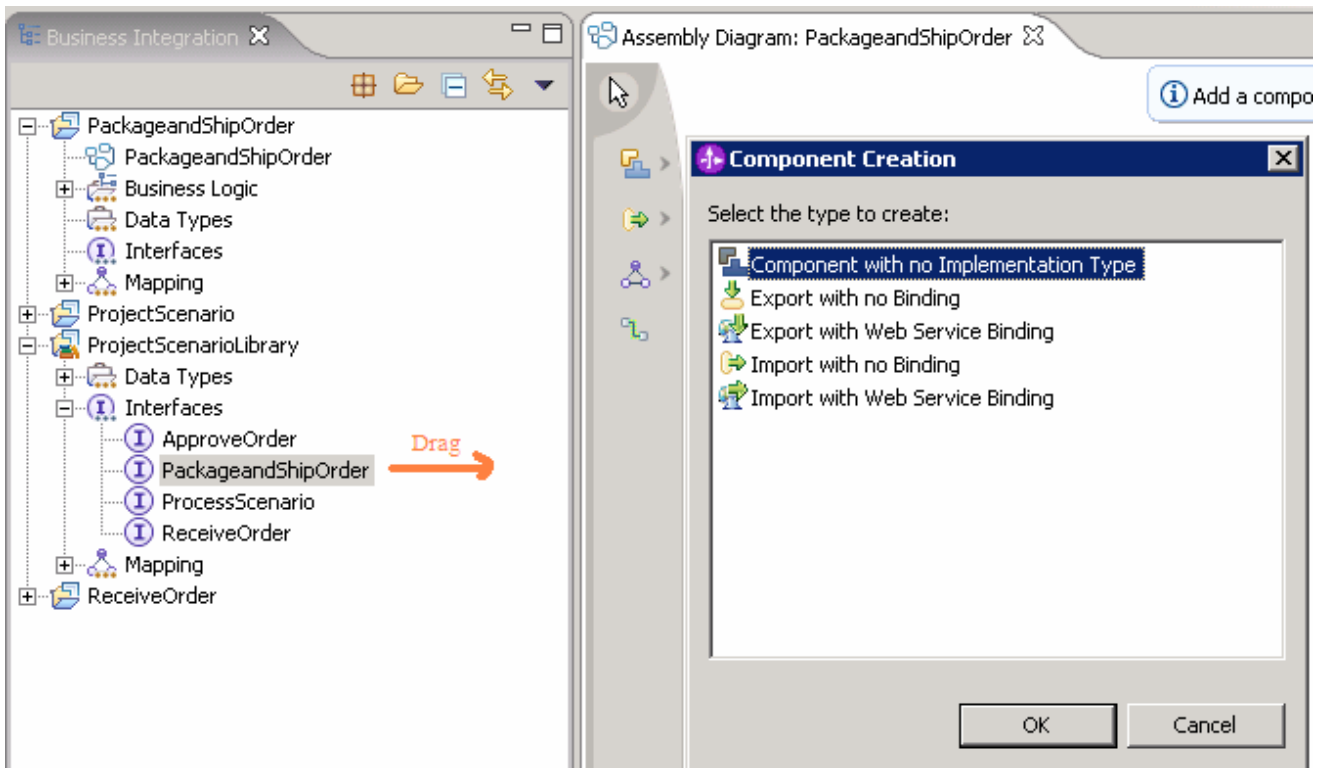 Business Integration
PackageandShipOrder
PackageandShipOrder
Business Logic
Data Types
Interfaces
Mapping
ProjectScenario
ProjectScenarioLibrary
Data Types
Interfaces
ApproveOrder
PackageandShipOrder
ProcessScenario
ReceiveOrder
Mapping
ReceiveOrder
Drag
Assembly Diagram: PackageandShipOrder
Add a compo
Component Creation
Select the type to create:
Component with no Implementation Type
Export with no Binding
Export with Web Service Binding
Import with no Binding
Import with Web Service Binding
OK
Cancel